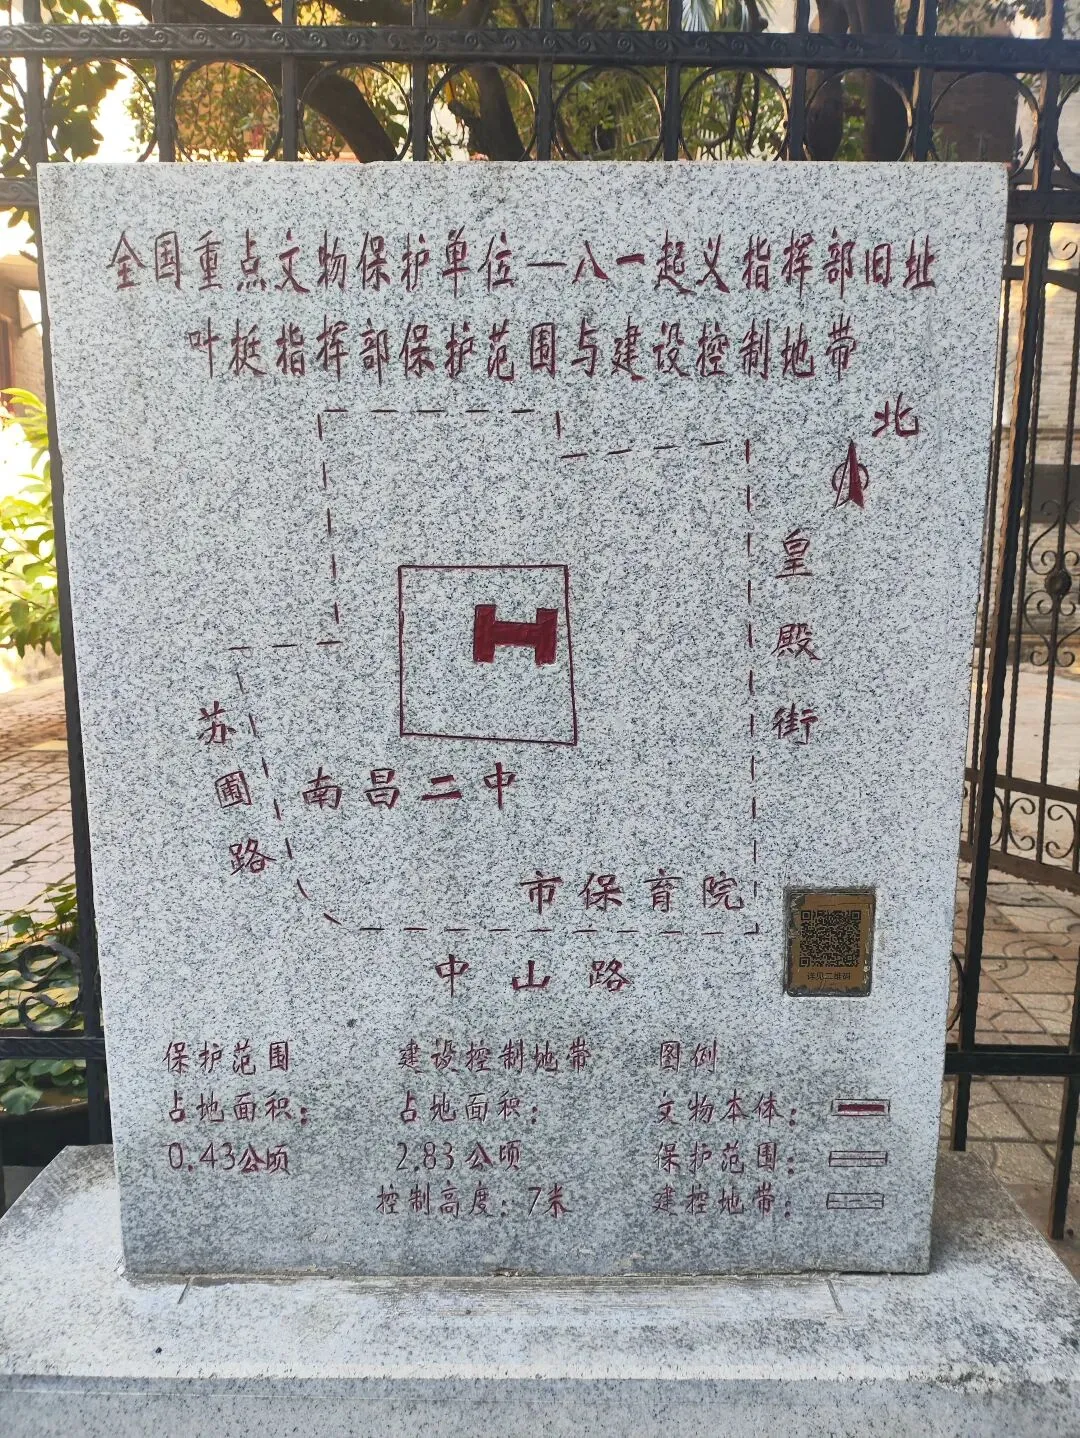 全国重点文物保护单位—八一起义指挥部旧址
叶挺指挥部保护范围与建设控制地带
北
皇殿街
苏圃路
南昌二中
市保育院
中山路
详见二维码
保护范围
占地面积:
0.43公顷
建设控制地带
占地面积:
2.83公顷
控制高度:7米
图例
文物本体:
保护范围:
建控地带: